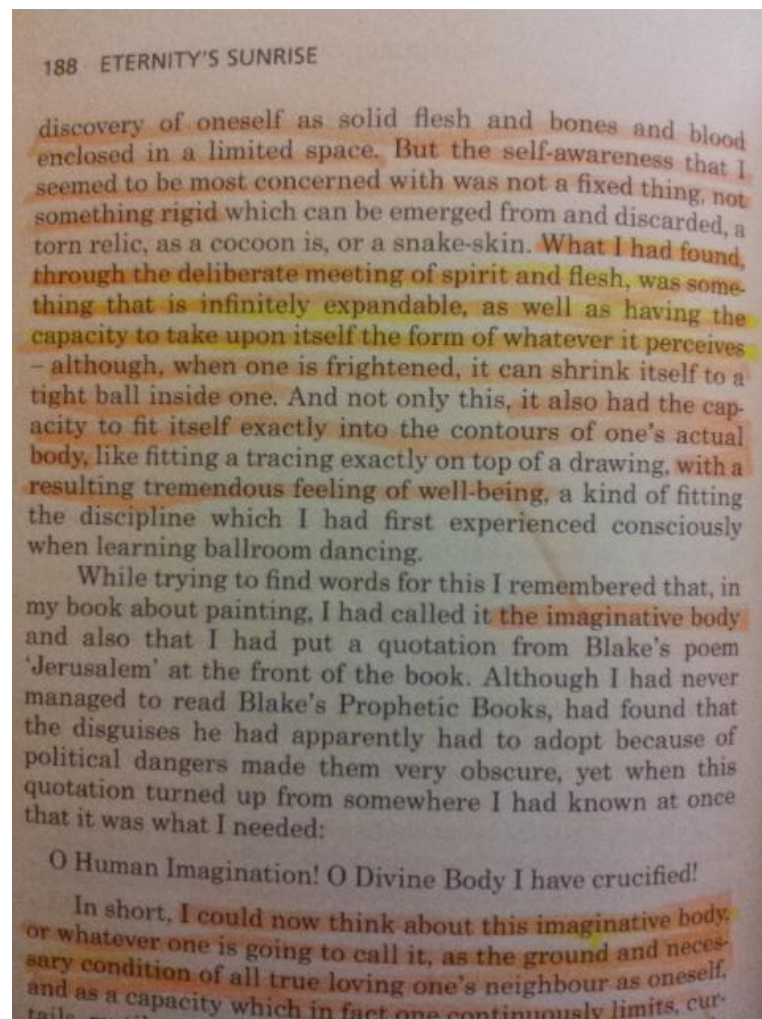 188 ETERNITY'S SUNRISE
discovery of oneself as solid flesh and bones and blood
enclosed in a limited space. But the self-awareness that I
seemed to be most concerned with was not a fixed thing, not
something rigid which can be emerged from and discarded, a
torn relic, as a cocoon is, or a snake-skin. What I had found,
through the deliberate meeting of spirit and flesh, was some-
thing that is infinitely expandable, as well as having the
capacity to take upon itself the form of whatever it perceives
– although, when one is frightened, it can shrink itself to a
tight ball inside one. And not only this, it also had the cap-
acity to fit itself exactly into the contours of one's actual
body, like fitting a tracing exactly on top of a drawing, with a
resulting tremendous feeling of well-being, a kind of fitting
the discipline which I had first experienced consciously
when learning ballroom dancing.
While trying to find words for this I remembered that, in
my book about painting, I had called it the imaginative body
and also that I had put a quotation from Blake's poem
'Jerusalem' at the front of the book. Although I had never
managed to read Blake's Prophetic Books, had found that
the disguises he had apparently had to adopt because of
political dangers made them very obscure, yet when this
quotation turned up from somewhere I had known at once
that it was what I needed:
O Human Imagination! O Divine Body I have crucified!
In short, I could now think about this imaginative body,
or whatever one is going to call it, as the ground and neces-
sary condition of all true loving one's neighbour as oneself,
and as a capacity which in fact one continuously limits, cur-